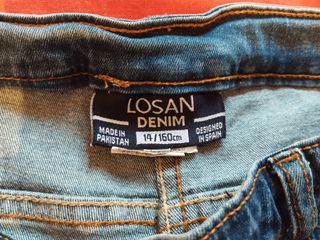 LOSAN
DENIM
MADE IN
PAKISTAN
14/160cm
DESIGNED
IN SPAIN